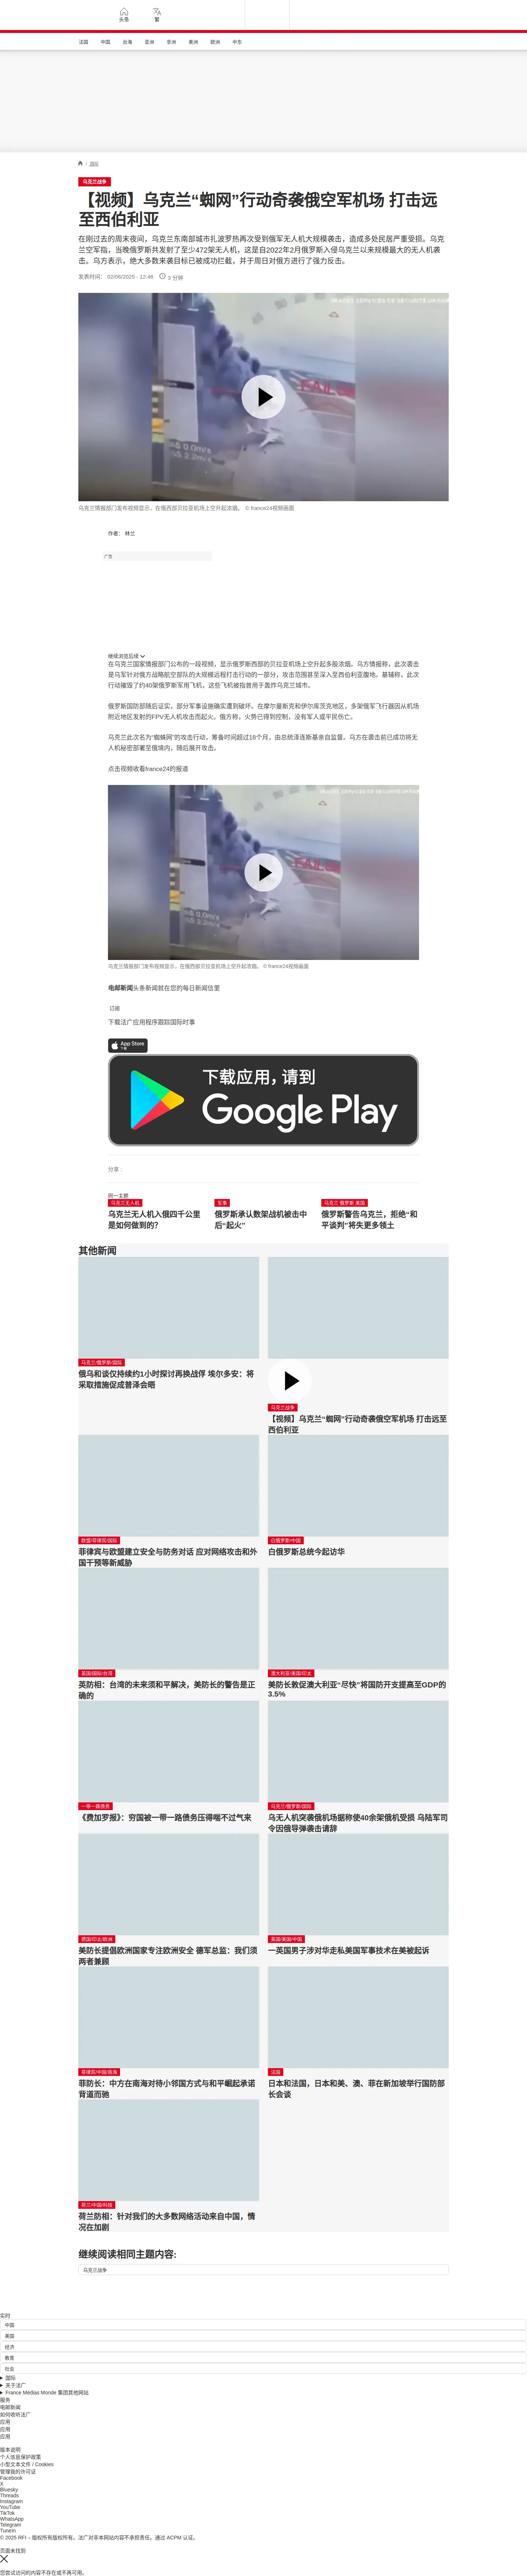 头条
繁
法国
中国
台海
亚洲
非洲
美洲
欧洲
中东
国际
乌克兰战争
【视频】乌克兰“蜘网”行动奇袭俄空军机场 打击远
至西伯利亚
在刚过去的周末夜间，乌克兰东南部城市扎波罗热再次受到俄军无人机大规模袭击，造成多处民居严重受损。乌克
兰空军指，当晚俄罗斯共发射了至少472架无人机，这是自2022年2月俄罗斯入侵乌克兰以来规模最大的无人机袭
击。乌方表示，绝大多数来袭目标已被成功拦截，并于周日对俄方进行了强力反击。
发表时间： 02/06/2025 - 12:46
3 分钟
乌克兰情报部门发布视频显示，在俄西部贝拉亚机场上空升起浓烟。 © france24视频画面
作者： 林兰
广告
继续浏览后续
在乌克兰国家情报部门公布的一段视频，显示俄罗斯西部的贝拉亚机场上空升起多股浓烟。乌方情报称，此次袭击
是乌军针对俄方战略航空部队的大规模远程打击行动的一部分，攻击范围甚至深入至西伯利亚腹地。基辅称，此次
行动摧毁了约40架俄罗斯军用飞机，这些飞机被指曾用于轰炸乌克兰城市。
俄罗斯国防部随后证实，部分军事设施确实遭到破坏。在摩尔曼斯克和伊尔库茨克地区，多架俄军飞行器因从机场
附近地区发射的FPV无人机攻击而起火。俄方称，火势已得到控制，没有军人或平民伤亡。
乌克兰此次名为“蜘蛛网”的攻击行动，筹备时间超过18个月，由总统泽连斯基亲自监督。乌方在袭击前已成功将无
人机秘密部署至俄境内，随后展开攻击。
点击视频收看france24的报道
乌克兰情报部门发布视频显示，在俄西部贝拉亚机场上空升起浓烟。 © france24视频画面
电邮新闻头条新闻就在您的每日新闻信里
订阅
下载法广应用程序跟踪国际时事
App Store
下载
下载应用，请到
Google Play
分享 :
同一主题
乌克兰无人机
乌克兰无人机入俄四千公里
是如何做到的？
军事
俄罗斯承认数架战机被击中
后“起火”
乌克兰 俄罗斯 美国
俄罗斯警告乌克兰，拒绝“和
平谈判”将失更多领土
其他新闻
乌克兰/俄罗斯/国际
俄乌和谈仅持续约1小时探讨再换战俘 埃尔多安：将
采取措施促成普泽会晤
乌克兰战争
【视频】乌克兰“蜘网”行动奇袭俄空军机场 打击远至
西伯利亚
欧盟/菲律宾/国际
菲律宾与欧盟建立安全与防务对话 应对网络攻击和外
国干预等新威胁
白俄罗斯/中国
白俄罗斯总统今起访华
英国/国际/台湾
英防相：台湾的未来须和平解决，美防长的警告是正
确的
澳大利亚/美国/印太
美防长敦促澳大利亚“尽快”将国防开支提高至GDP的
3.5%
一带一路债务
《费加罗报》：穷国被一带一路债务压得喘不过气来
乌克兰/俄罗斯/国际
乌无人机突袭俄机场据称使40余架俄机受损 乌陆军司
令因俄导弹袭击请辞
德国/印太/欧洲
美防长提倡欧洲国家专注欧洲安全 德军总监：我们须
两者兼顾
英国/美国/中国
一英国男子涉对华走私美国军事技术在美被起诉
菲律宾/中国/南海
菲防长：中方在南海对待小邻国方式与和平崛起承诺
背道而驰
法国
日本和法国，日本和美、澳、菲在新加坡举行国防部
长会谈
荷兰/中国/科技
荷兰防相：针对我们的大多数网络活动来自中国，情
况在加剧
继续阅读相同主题内容:
乌克兰战争
实时
中国
美国
经济
教育
社会
国际
关于法广
France Médias Monde 集团其他网站
服务
电邮新闻
如何收听法广
应用
应用
应用
版本说明
个人信息保护政策
小型文本文件 / Cookies
管理我的许可证
Facebook
X
Bluesky
Threads
Instagram
YouTube
TikTok
WhatsApp
Telegram
TuneIn
© 2025 RFI – 版权所有版权所有。法广对非本网站内容不承担责任。通过 ACPM 认证。
页面未找到
您尝试访问的内容不存在或不再可用。